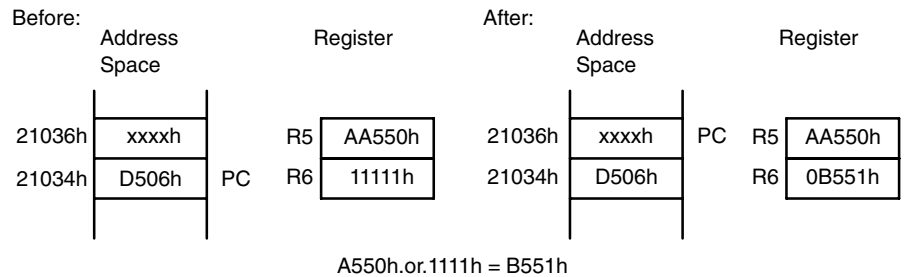 Before:
Address Space
Register
21036h xxxxh
21034h D506h PC
R5 AA550h
R6 11111h
After:
Address Space
Register
21036h xxxxh PC
21034h D506h
R5 AA550h
R6 0B551h
A550h.or.1111h = B551h